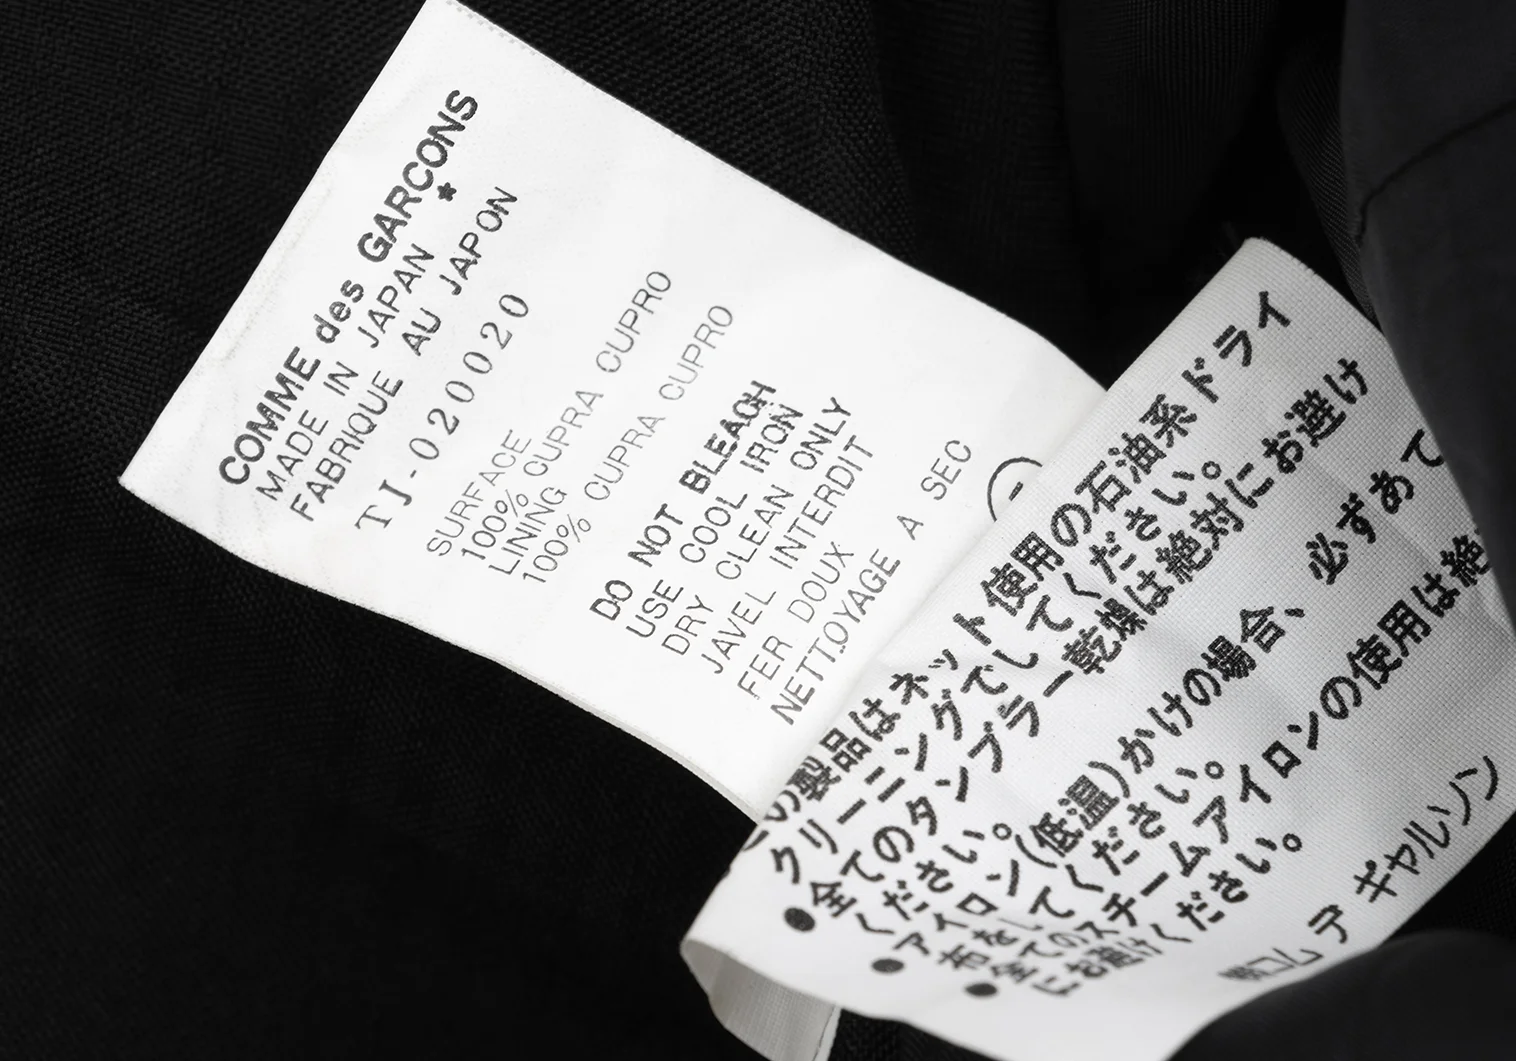 COMME des GARCONS
*
MADE IN JAPAN
FABRIQUE AU JAPON
TJ-020020
SURFACE
100% CUPRA CUPRO
LINING
100% CUPRA CUPRO
DO NOT BLEACH
USE COOL IRON
DRY CLEAN ONLY
JAVEL INTERDIT
FER DOUX
NETTOYAGE A SEC
の製品はネット使用の石油系ドライ
クリーニングでしてください。
●全てのタンブラー乾燥は絶対にお避け
ください。
●アイロン(低温)かけの場合、必ずあて
布をしてください。
●全てのスチームアイロンの使用は絶
にお避けください。
コム デ ギャルソン